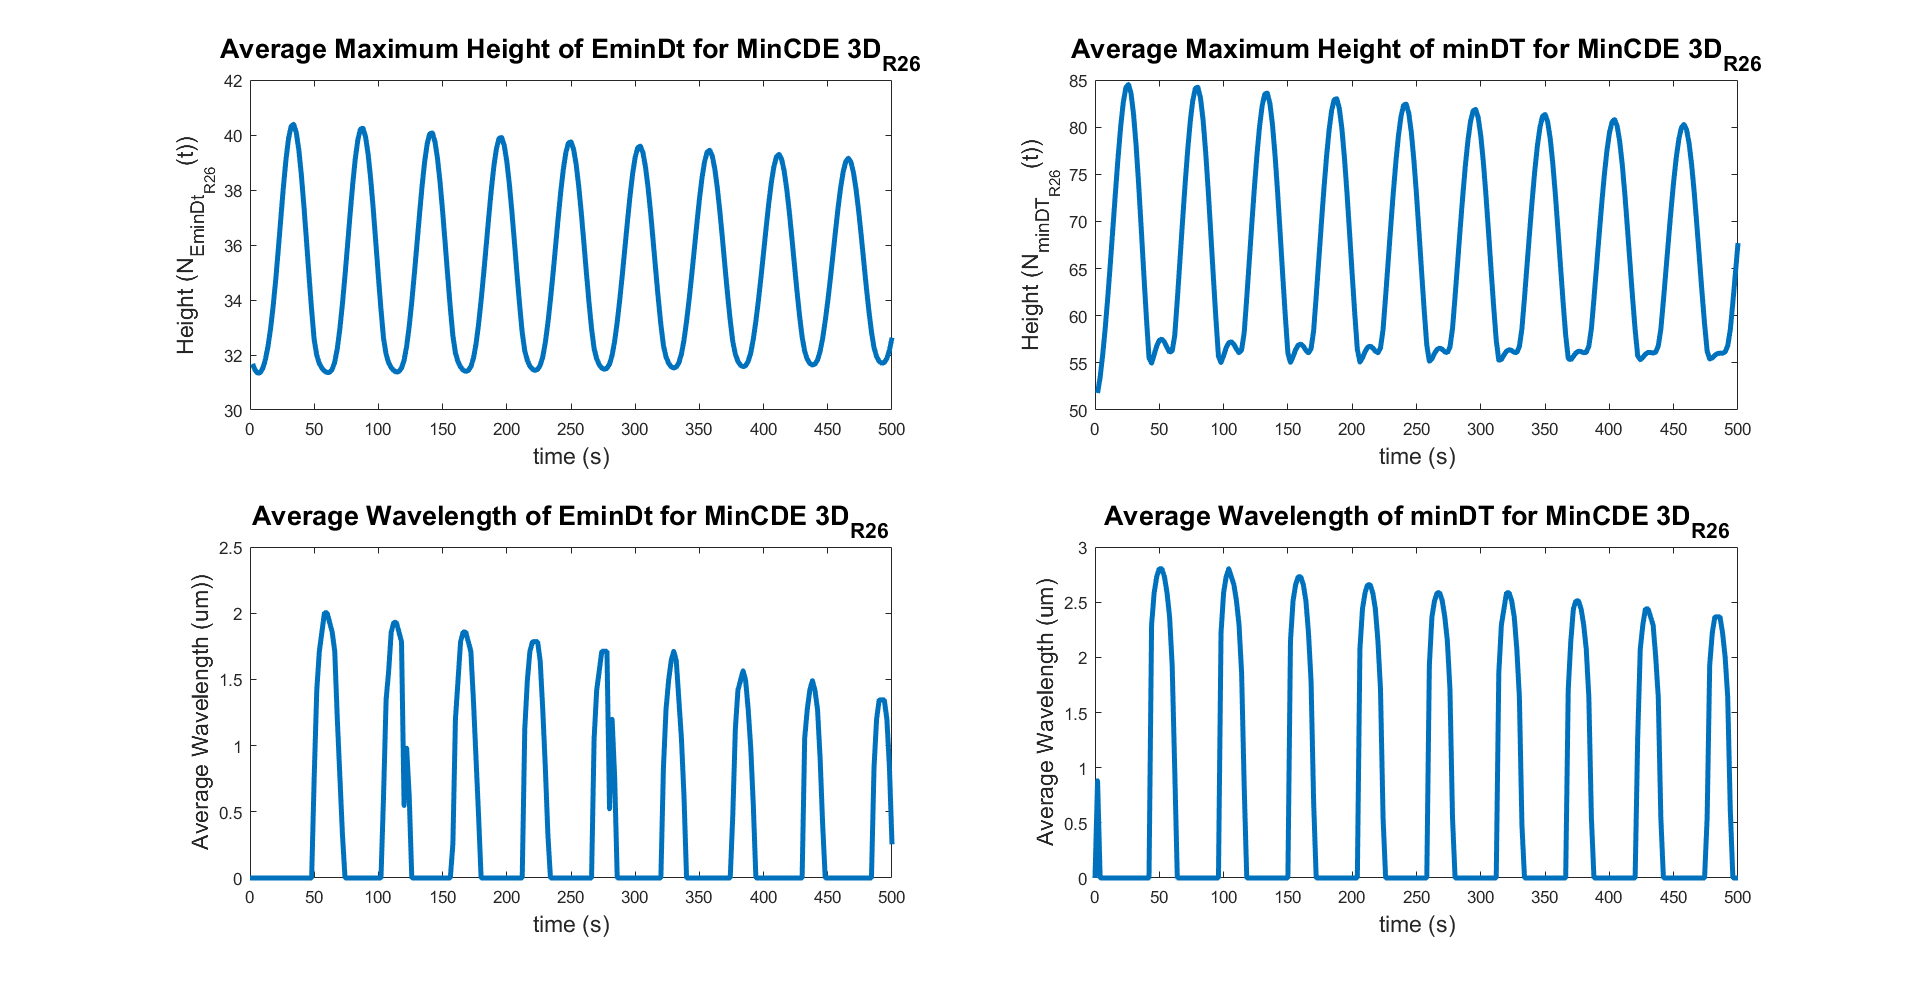 Average Maximum Height of EminDt for MinCDE 3D_R26
42
40
38
36
34
32
30
Height (N_EminDt_R26 (t))
0 50 100 150 200 250 300 350 400 450 500
time (s)
Average Maximum Height of minDT for MinCDE 3D_R26
85
80
75
70
65
60
55
50
Height (N_minDT_R26 (t))
0 50 100 150 200 250 300 350 400 450 500
time (s)
Average Wavelength of EminDt for MinCDE 3D_R26
2.5
2
1.5
1
0.5
0
Average Wavelength (um))
0 50 100 150 200 250 300 350 400 450 500
time (s)
Average Wavelength of minDT for MinCDE 3D_R26
3
2.5
2
1.5
1
0.5
0
Average Wavelength (um)
0 50 100 150 200 250 300 350 400 450 500
time (s)